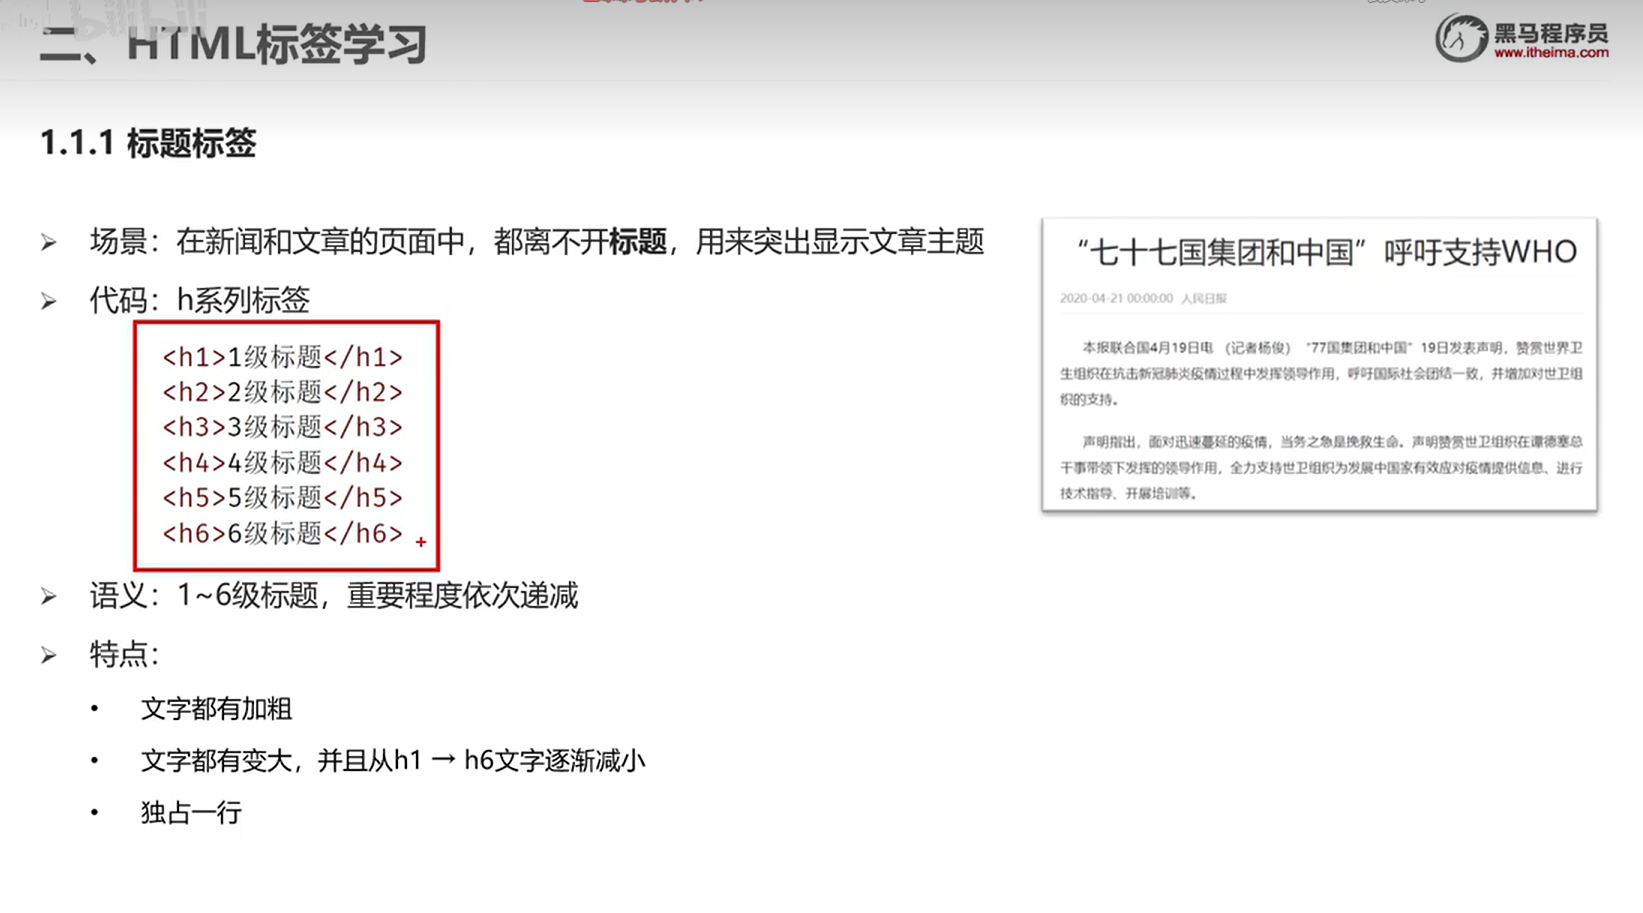 二、HTML标签学习
黑马程序员
www.itheima.com
1.1.1 标题标签
场景：在新闻和文章的页面中，都离不开标题，用来突出显示文章主题
代码：h系列标签
<h1>1级标题</h1>
<h2>2级标题</h2>
<h3>3级标题</h3>
<h4>4级标题</h4>
<h5>5级标题</h5>
<h6>6级标题</h6>
语义：1~6级标题，重要程度依次递减
特点：
• 文字都有加粗
• 文字都有变大，并且从h1 → h6文字逐渐减小
• 独占一行
“七十七国集团和中国”呼吁支持WHO
2020-04-21 00:00:00 人民日报
本报联合国4月19日电 （记者杨俊）“77国集团和中国”19日发表声明，赞赏世界卫
生组织在抗击新冠肺炎疫情过程中发挥领导作用，呼吁国际社会团结一致，并增加对世卫组
织的支持。
声明指出，面对迅速蔓延的疫情，当务之急是挽救生命。声明赞赏世卫组织在谭德塞总
干事带领下发挥的领导作用，全力支持世卫组织为发展中国家有效应对疫情提供信息、进行
技术指导、开展培训等。